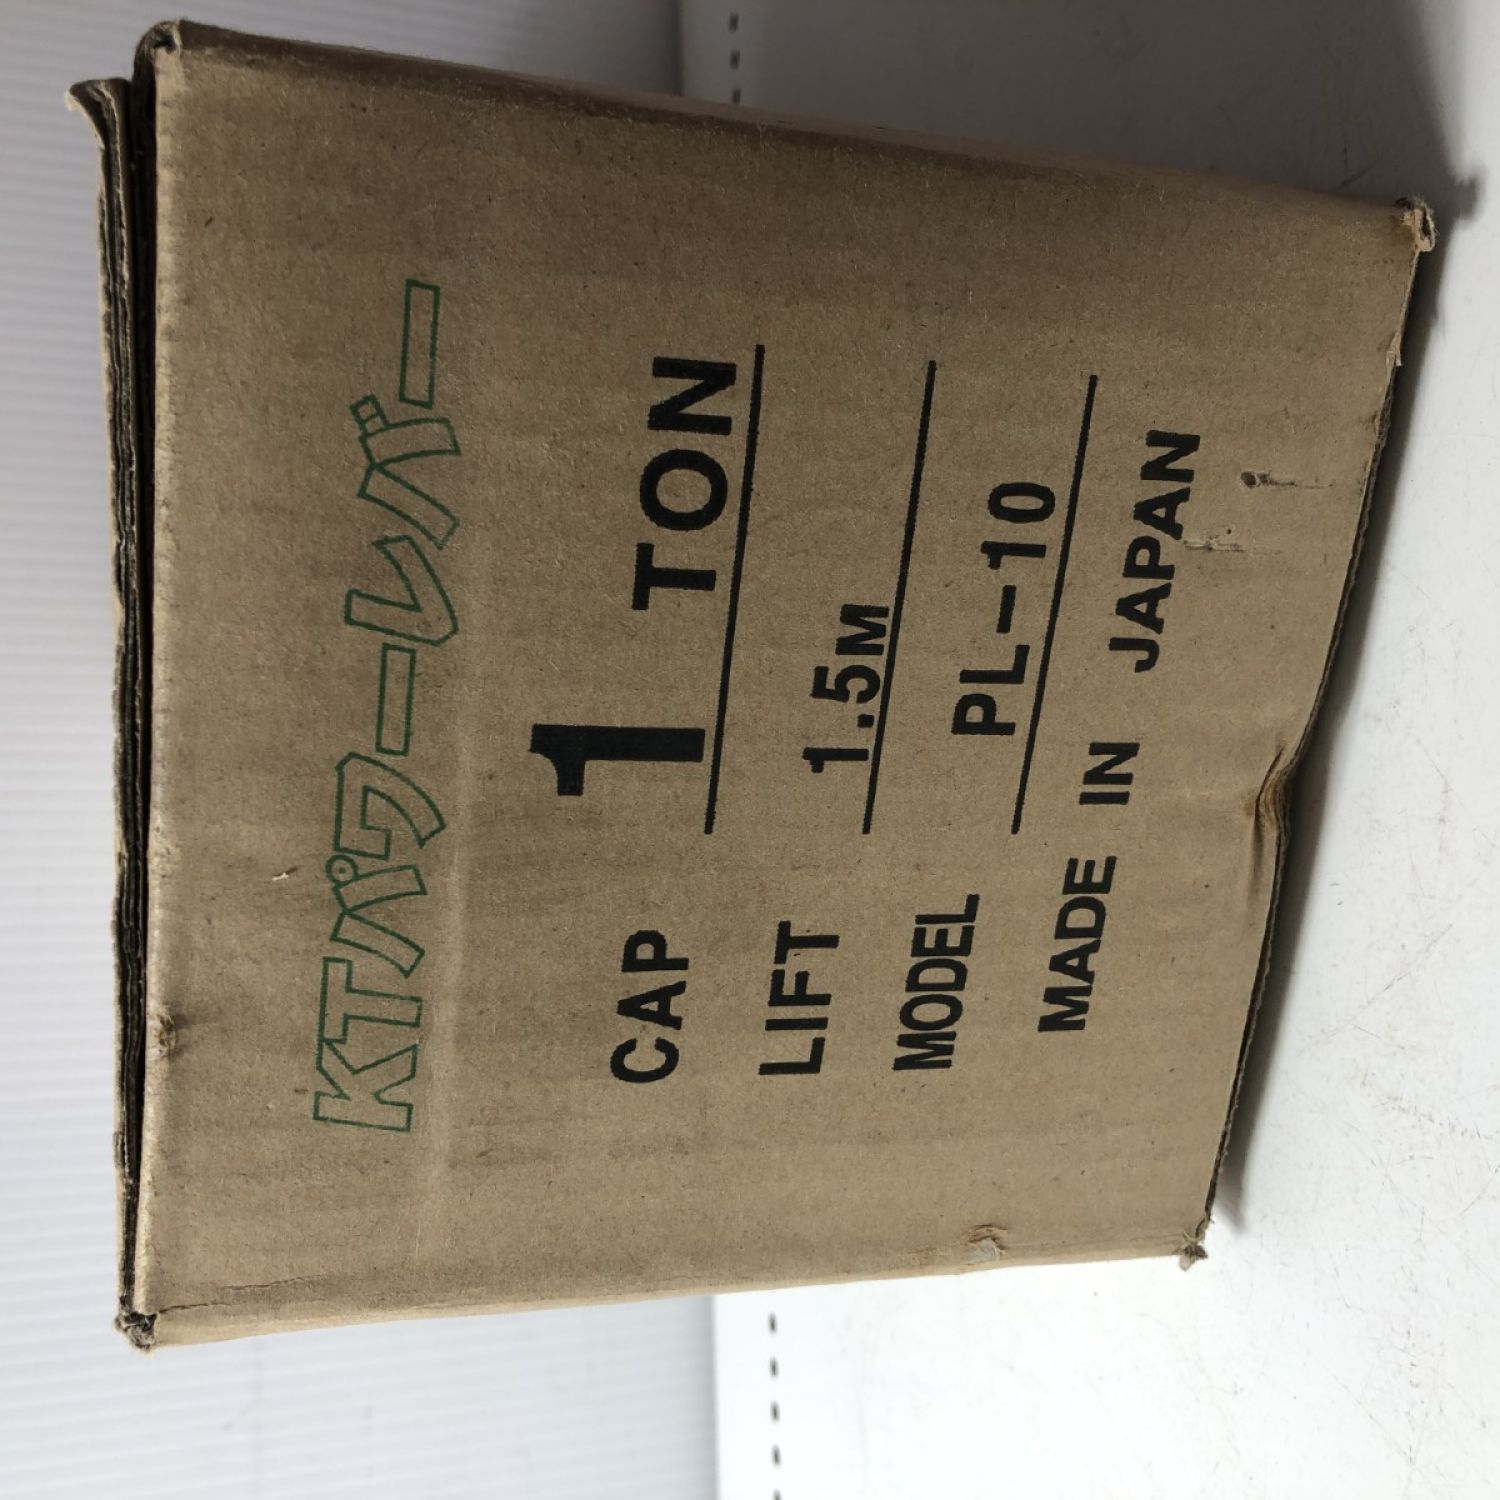 KTパワーレバー
CAP 1 TON
LIFT 1.5M
MODEL PL-10
MADE IN JAPAN